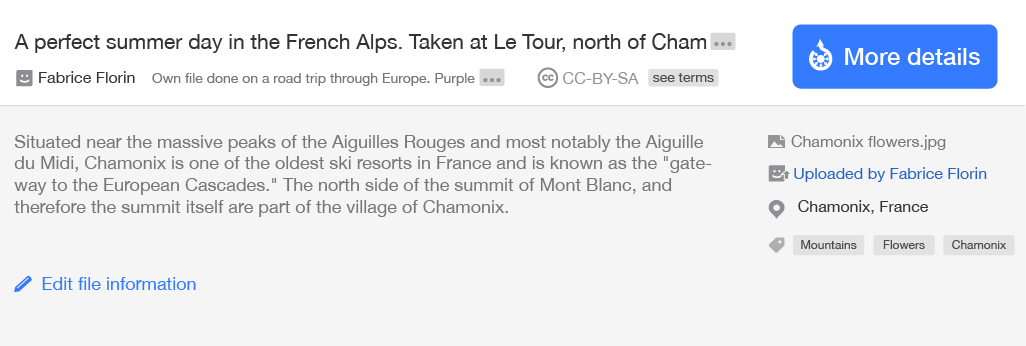 A perfect summer day in the French Alps. Taken at Le Tour, north of Cham ...
More details
Fabrice Florin
Own file done on a road trip through Europe. Purple ...
cc CC-BY-SA
see terms
Situated near the massive peaks of the Aiguilles Rouges and most notably the Aiguille
du Midi, Chamonix is one of the oldest ski resorts in France and is known as the "gate-
way to the European Cascades." The north side of the summit of Mont Blanc, and
therefore the summit itself are part of the village of Chamonix.
Edit file information
Chamonix flowers.jpg
Uploaded by Fabrice Florin
Chamonix, France
Mountains
Flowers
Chamonix